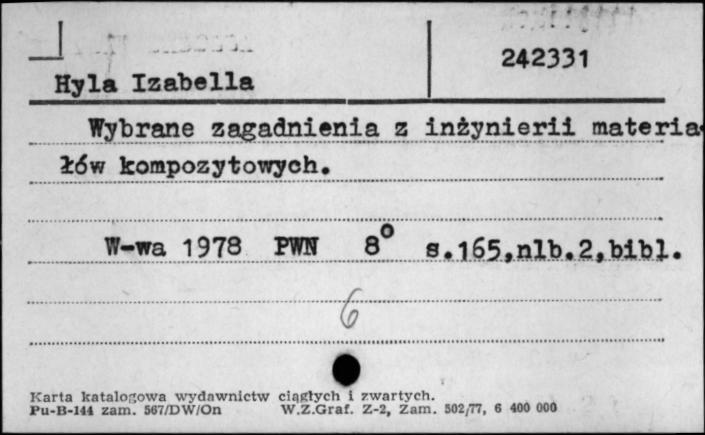 242331
Hyla Izabella
Wybrane zagadnienia z inżynierii materia-
łów kompozytowych.
W-wa 1978 PWN 8° s.165,nlb.2,bibl.
6
Karta katalogowa wydawnictw ciągłych i zwartych.
Pu-B-144 zam. 567/DW/On W.Z.Graf. Z-2, Zam. 502/77, 6 400 000